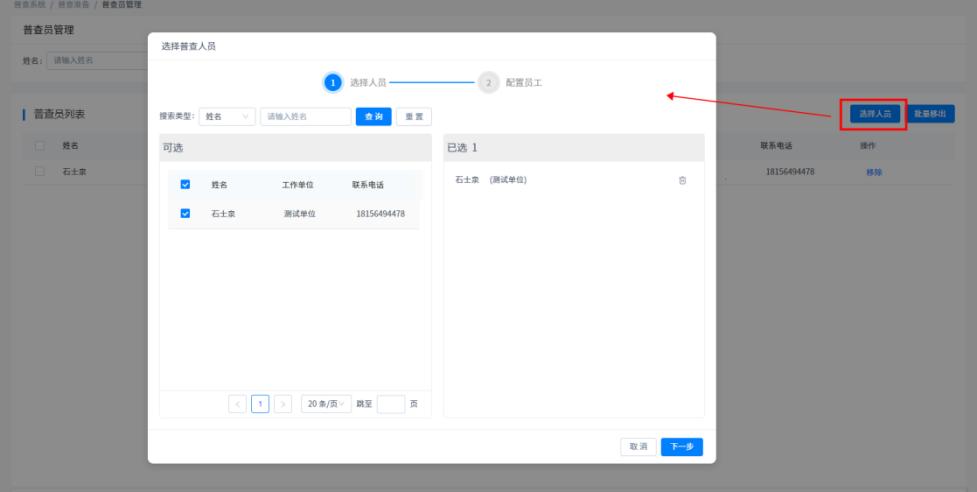 普查系统 / 普查准备 / 普查员管理
普查员管理
姓名: 请输入姓名
普查员列表
选择人员 批量移出
姓名 联系电话 操作
石士泉 18156494478 移除
选择普查人员
1 选择人员 2 配置员工
搜索类型: 姓名 请输入姓名 查询 重置
可选
姓名 工作单位 联系电话
石士泉 测试单位 18156494478
< 1 > 20 条/页 跳至 页
已选 1
石士泉 (测试单位)
取消 下一步